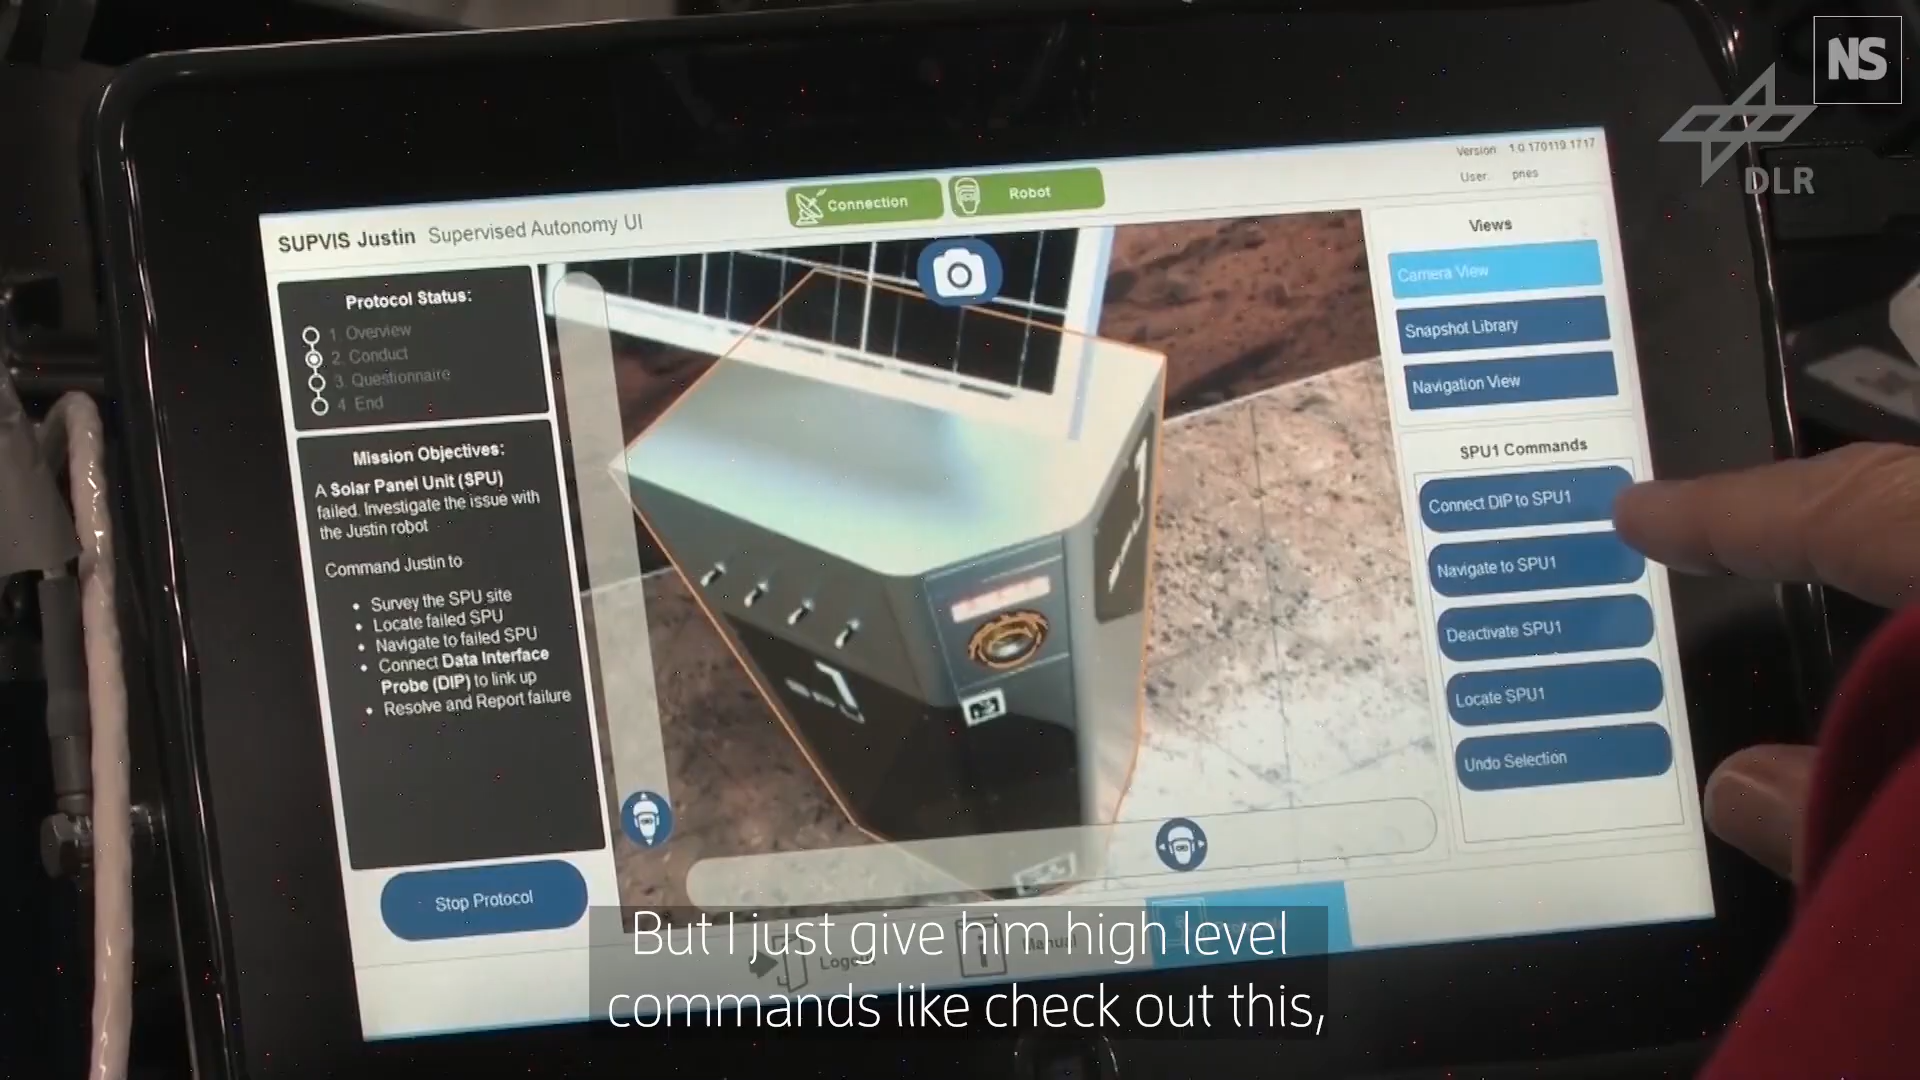 NS
DLR
Version: 1.0.170119.1717
User: pnes
SUPVIS Justin Supervised Autonomy UI
Connection
Robot
Protocol Status:
1. Overview
2. Conduct
3. Questionnaire
4. End
Mission Objectives:
A Solar Panel Unit (SPU)
failed. Investigate the issue with
the Justin robot
Command Justin to
• Survey the SPU site
• Locate failed SPU
• Navigate to failed SPU
• Connect Data Interface
Probe (DIP) to link up
• Resolve and Report failure
Stop Protocol
Views
Camera View
Snapshot Library
Navigation View
SPU1 Commands
Connect DIP to SPU1
Navigate to SPU1
Deactivate SPU1
Locate SPU1
Undo Selection
Manual
But I just give him high level
commands like check out this,